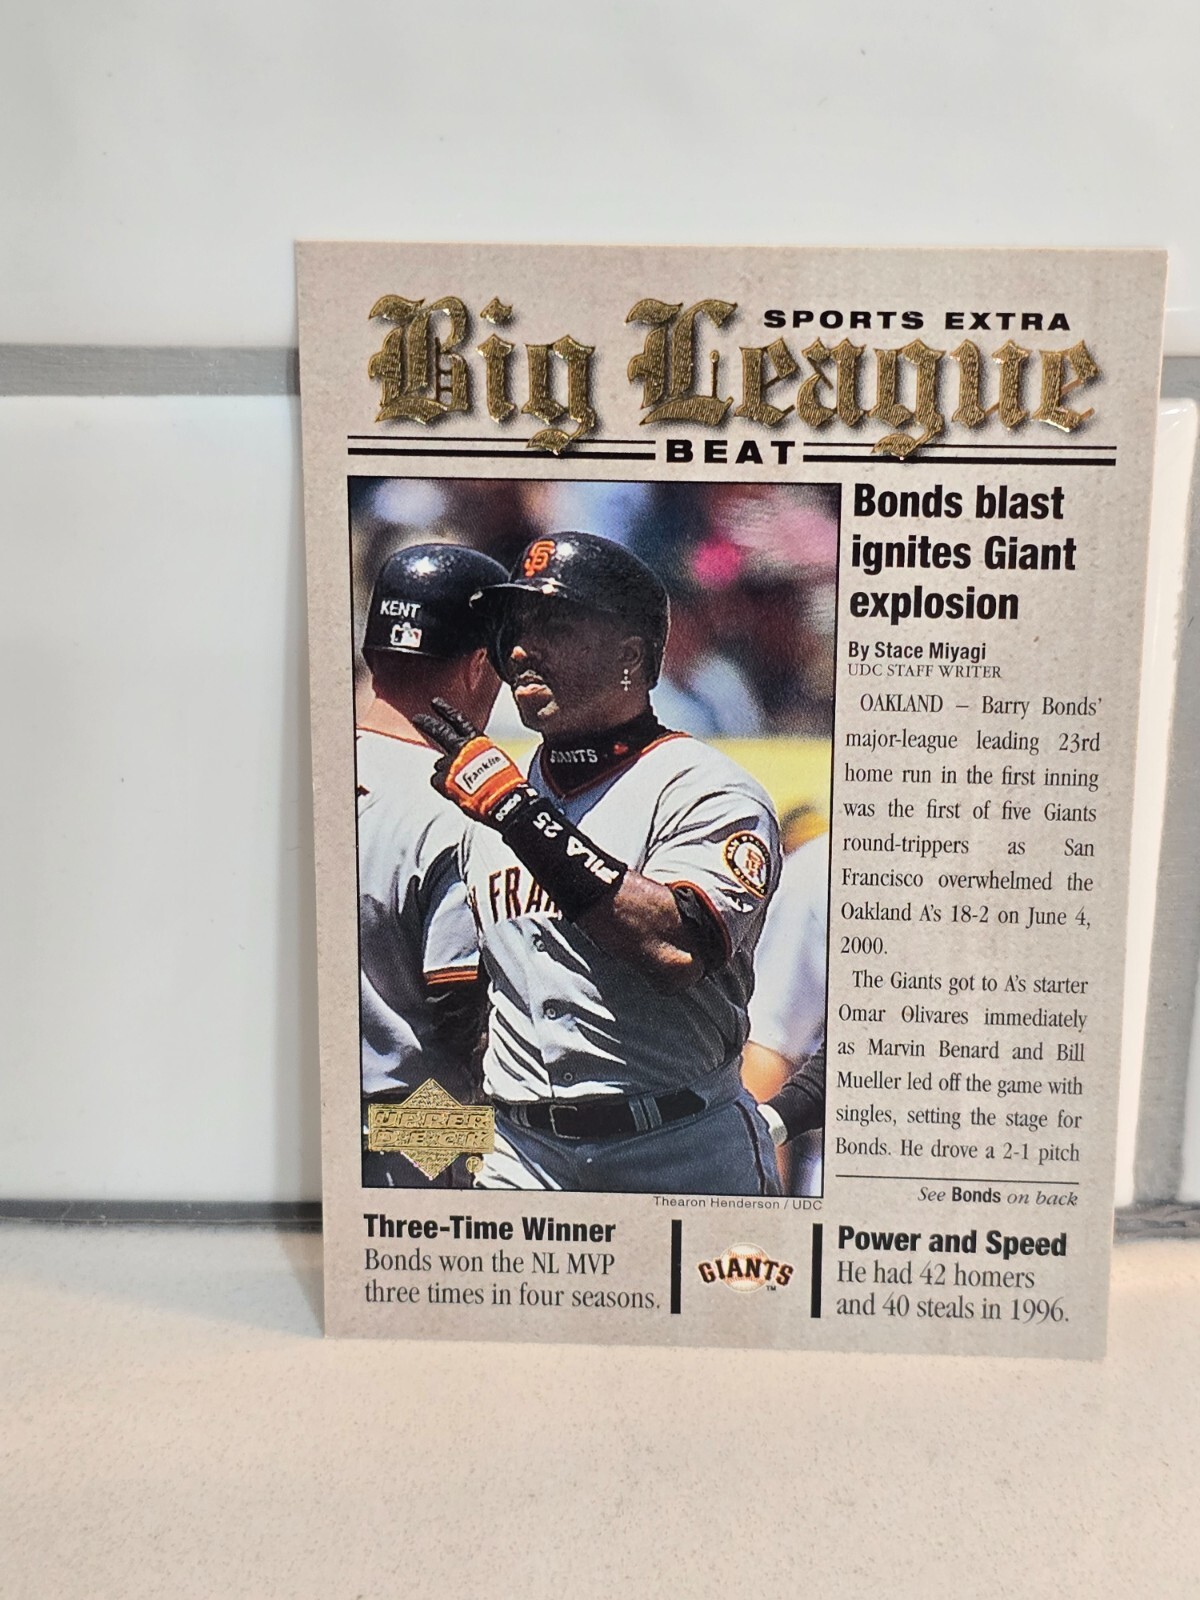 SPORTS EXTRA
Big League
BEAT
Bonds blast
ignites Giant
explosion
By Stace Miyagi
UDC STAFF WRITER
OAKLAND – Barry Bonds'
major-league leading 23rd
home run in the first inning
was the first of five Giants
round-trippers as San
Francisco overwhelmed the
Oakland A's 18-2 on June 4,
2000.
The Giants got to A's starter
Omar Olivares immediately
as Marvin Benard and Bill
Mueller led off the game with
singles, setting the stage for
Bonds. He drove a 2-1 pitch
See Bonds on back
KENT
SF
GIANTS
Franklin
FILA 25
FRA
UPPER
DECK
Thearon Henderson / UDC
Three-Time Winner
Bonds won the NL MVP
three times in four seasons.
GIANTS
TM
Power and Speed
He had 42 homers
and 40 steals in 1996.